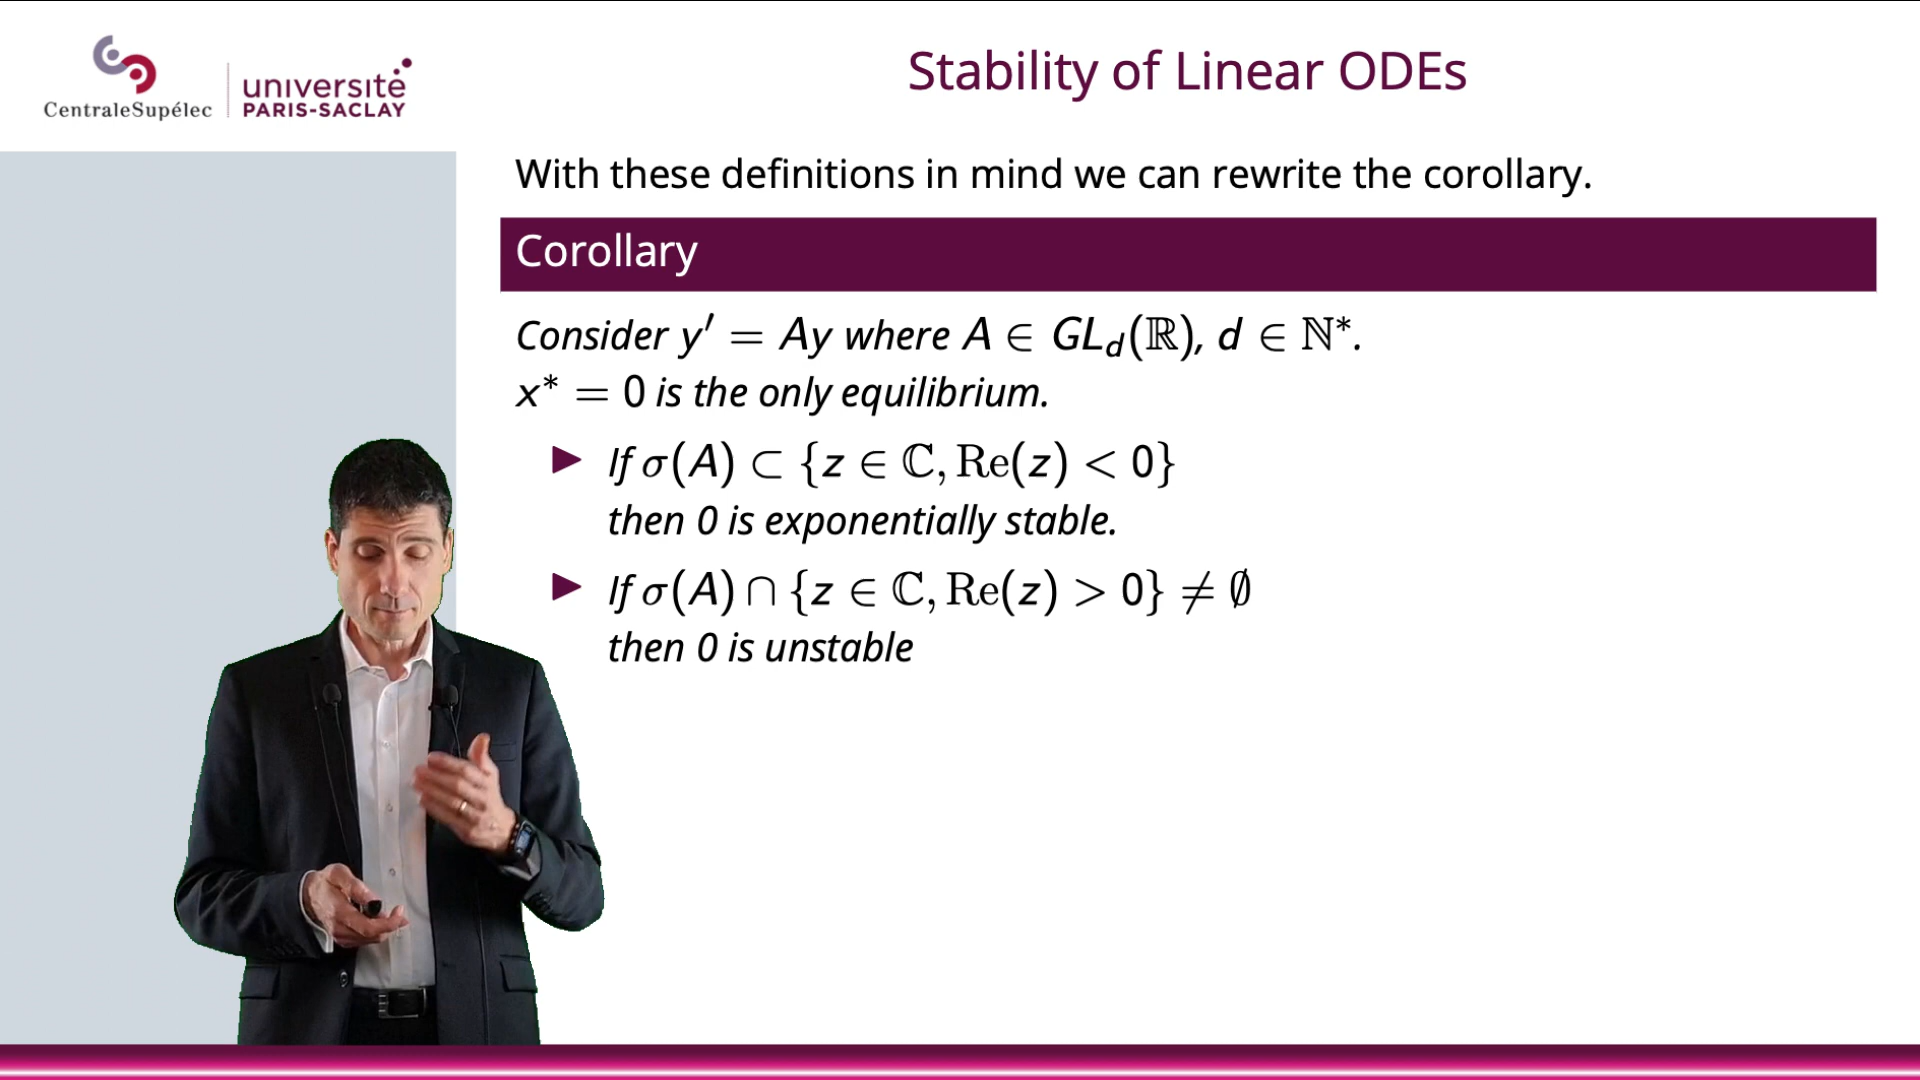 CentraleSupélec
université
PARIS-SACLAY
Stability of Linear ODEs
With these definitions in mind we can rewrite the corollary.
Corollary
Consider y′ = Ay where A ∈ GL_d(ℝ), d ∈ ℕ*.
x* = 0 is the only equilibrium.
▶ If σ(A) ⊂ {z ∈ ℂ, Re(z) < 0}
then 0 is exponentially stable.
▶ If σ(A) ∩ {z ∈ ℂ, Re(z) > 0} ≠ ∅
then 0 is unstable